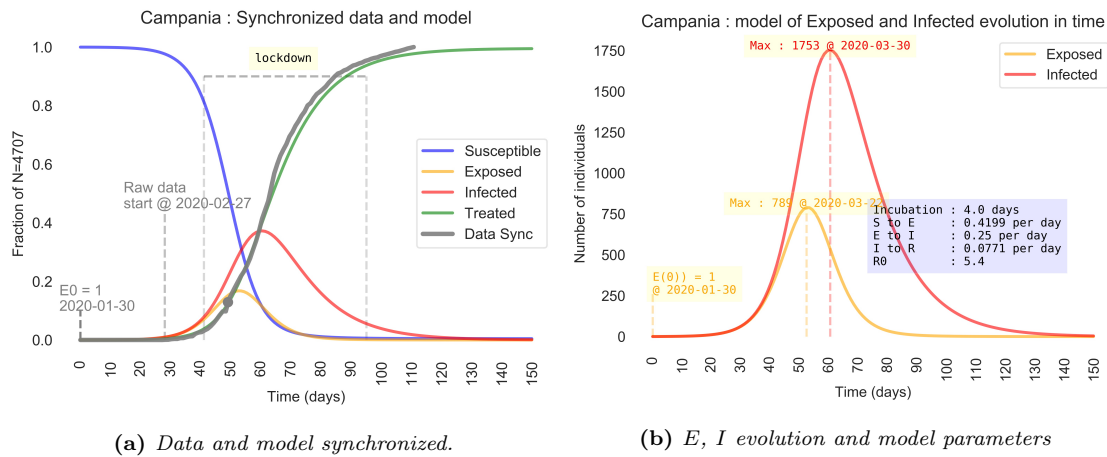 Campania : Synchronized data and model
1.0
0.8
0.6
0.4
0.2
0.0
Fraction of N=4707
lockdown
Raw data
start @ 2020-02-27
E0 = 1
2020-01-30
Susceptible
Exposed
Infected
Treated
Data Sync
0 10 20 30 40 50 60 70 80 90 100 110 120 130 140 150
Time (days)
(a) Data and model synchronized.
Campania : model of Exposed and Infected evolution in time
1750
1500
1250
1000
750
500
250
0
Number of individuals
Max : 1753 @ 2020-03-30
Exposed
Infected
Max : 789 @ 2020-03-22
Incubation : 4.0 days
S to E : 0.4199 per day
E to I : 0.25 per day
I to R : 0.0771 per day
R0 : 5.4
E(0)) = 1
@ 2020-01-30
0 10 20 30 40 50 60 70 80 90 100 110 120 130 140 150
Time (days)
(b) E, I evolution and model parameters